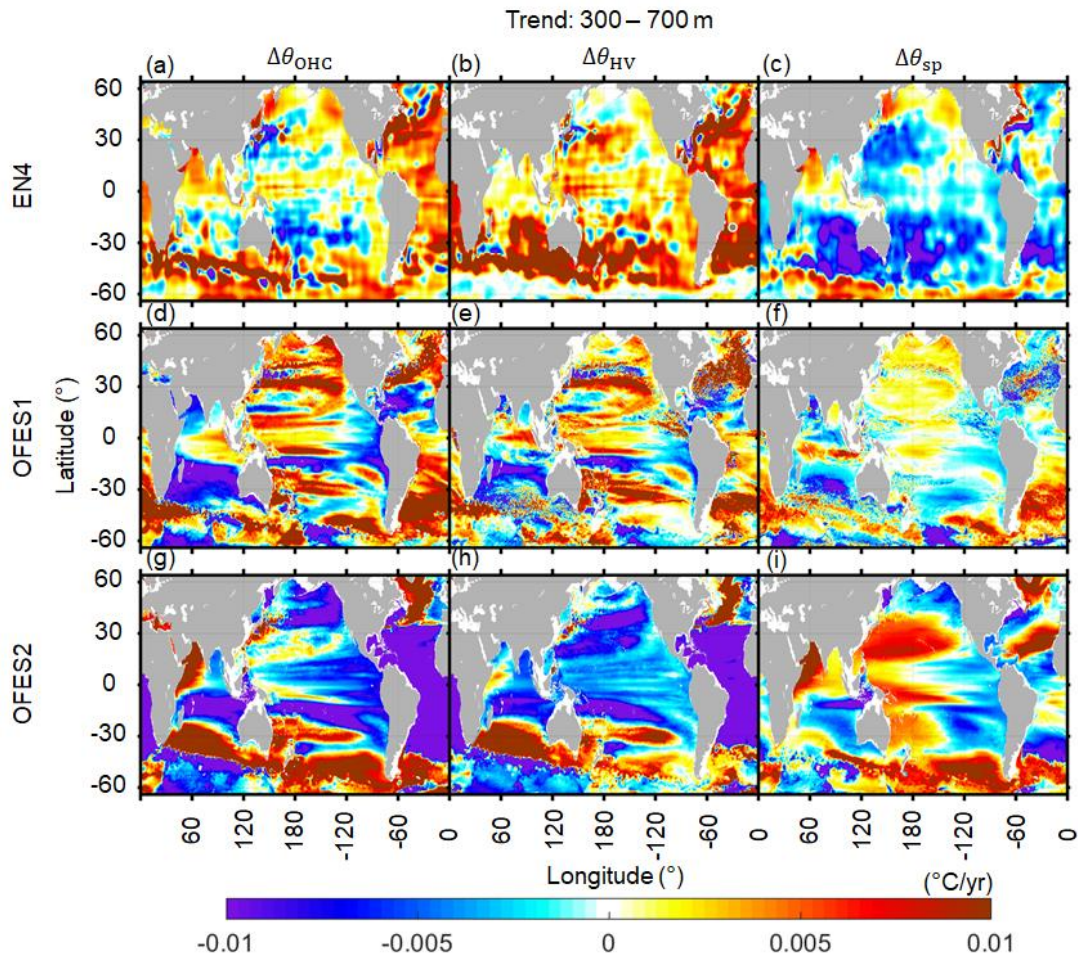 Trend: 300 – 700 m
Δθ_OHC
Δθ_HV
Δθ_sp
(a)
(b)
(c)
60
30
0
-30
-60
EN4
(d)
(e)
(f)
60
30
0
-30
-60
OFES1
Latitude (°)
(g)
(h)
(i)
60
30
0
-30
-60
OFES2
60
120
180
-120
-60
0
60
120
180
-120
-60
0
60
120
180
-120
-60
0
Longitude (°)
(°C/yr)
-0.01
-0.005
0
0.005
0.01